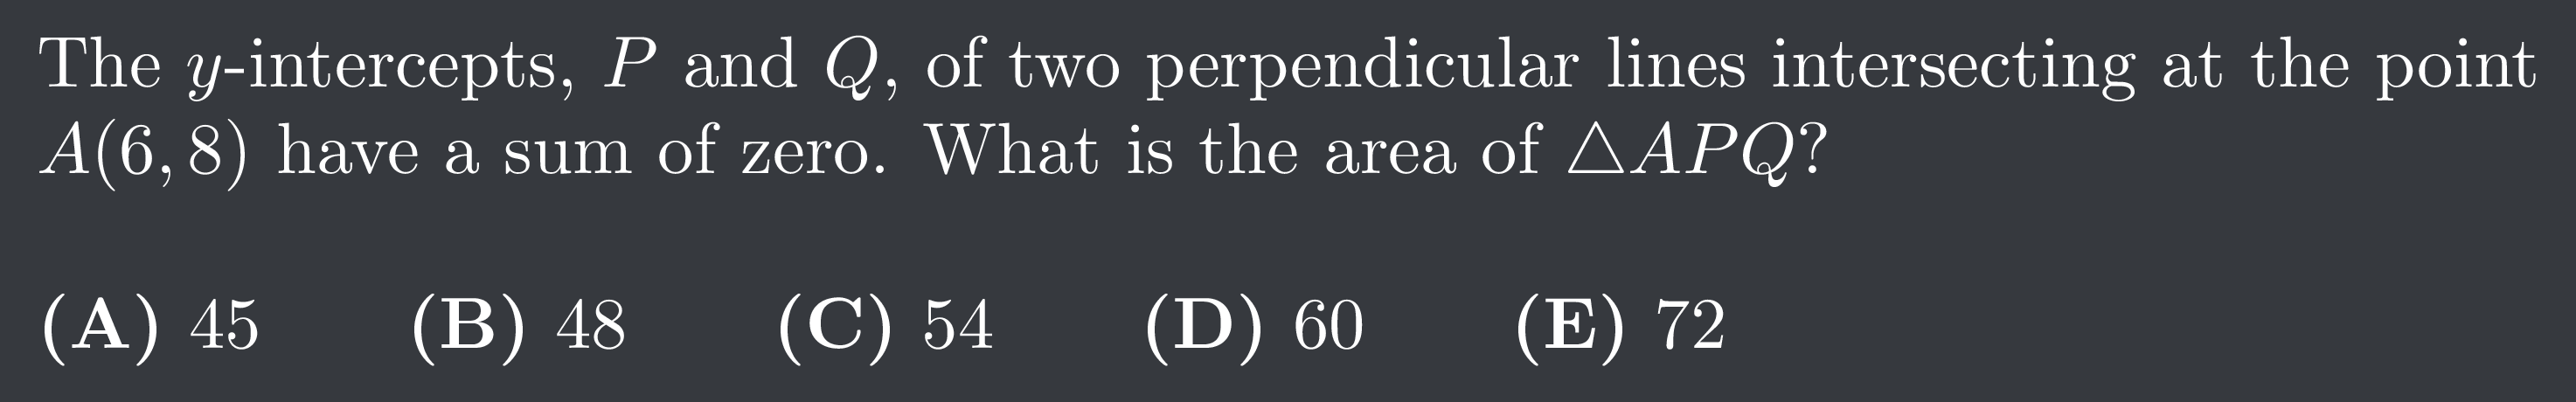 The y-intercepts, P and Q, of two perpendicular lines intersecting at the point
A(6, 8) have a sum of zero. What is the area of △APQ?
(A) 45 (B) 48 (C) 54 (D) 60 (E) 72